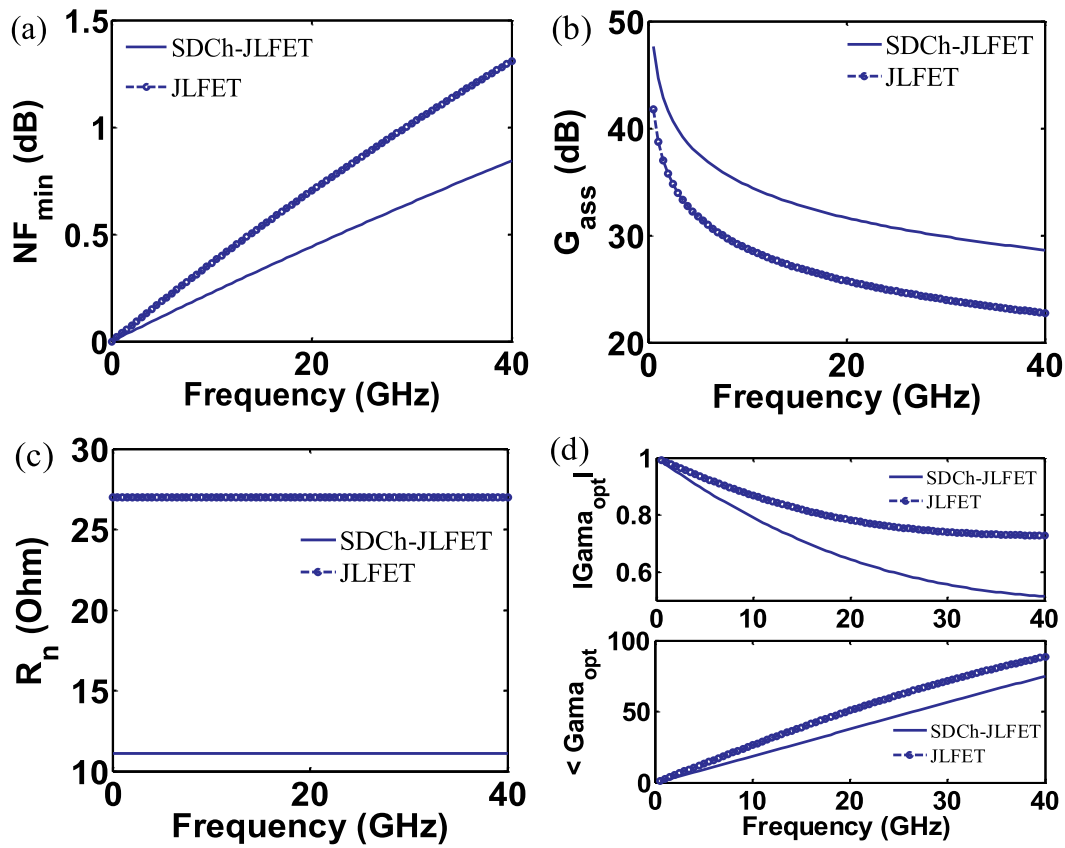 (a)
1.5
1
0.5
0
NFmin (dB)
SDCh-JLFET
JLFET
0 20 40
Frequency (GHz)
(b)
50
40
30
20
Gass (dB)
SDCh-JLFET
JLFET
0 20 40
Frequency (GHz)
(c)
30
25
20
15
10
Rn (Ohm)
SDCh-JLFET
JLFET
0 20 40
Frequency (GHz)
(d)
1
0.8
0.6
|Gamaopt|
SDCh-JLFET
JLFET
0 10 20 30 40
100
50
0
< Gamaopt
SDCh-JLFET
JLFET
0 10 20 30 40
Frequency (GHz)